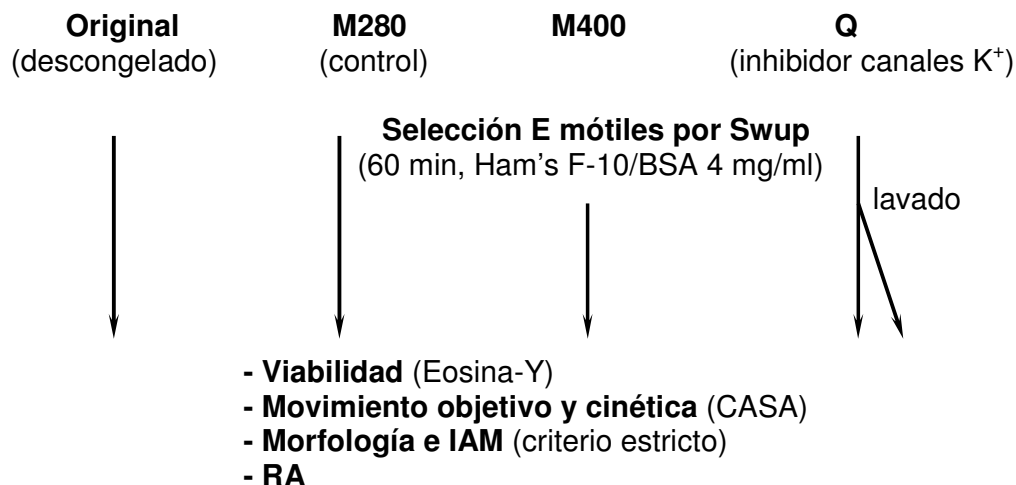 Original M280 M400 Q
(descongelado) (control) (inhibidor canales K⁺)
Selección E mótiles por Swup
(60 min, Ham's F-10/BSA 4 mg/ml)
lavado
- Viabilidad (Eosina-Y)
- Movimiento objetivo y cinética (CASA)
- Morfología e IAM (criterio estricto)
- RA